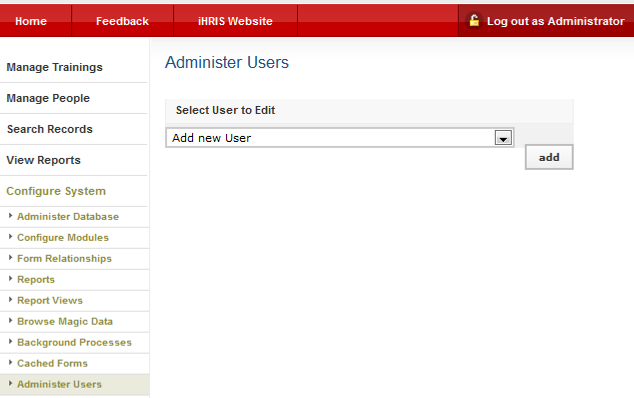 Home Feedback iHRIS Website Log out as Administrator
Manage Trainings
Manage People
Search Records
View Reports
Configure System
Administer Database
Configure Modules
Form Relationships
Reports
Report Views
Browse Magic Data
Background Processes
Cached Forms
Administer Users
Administer Users
Select User to Edit
Add new User
add